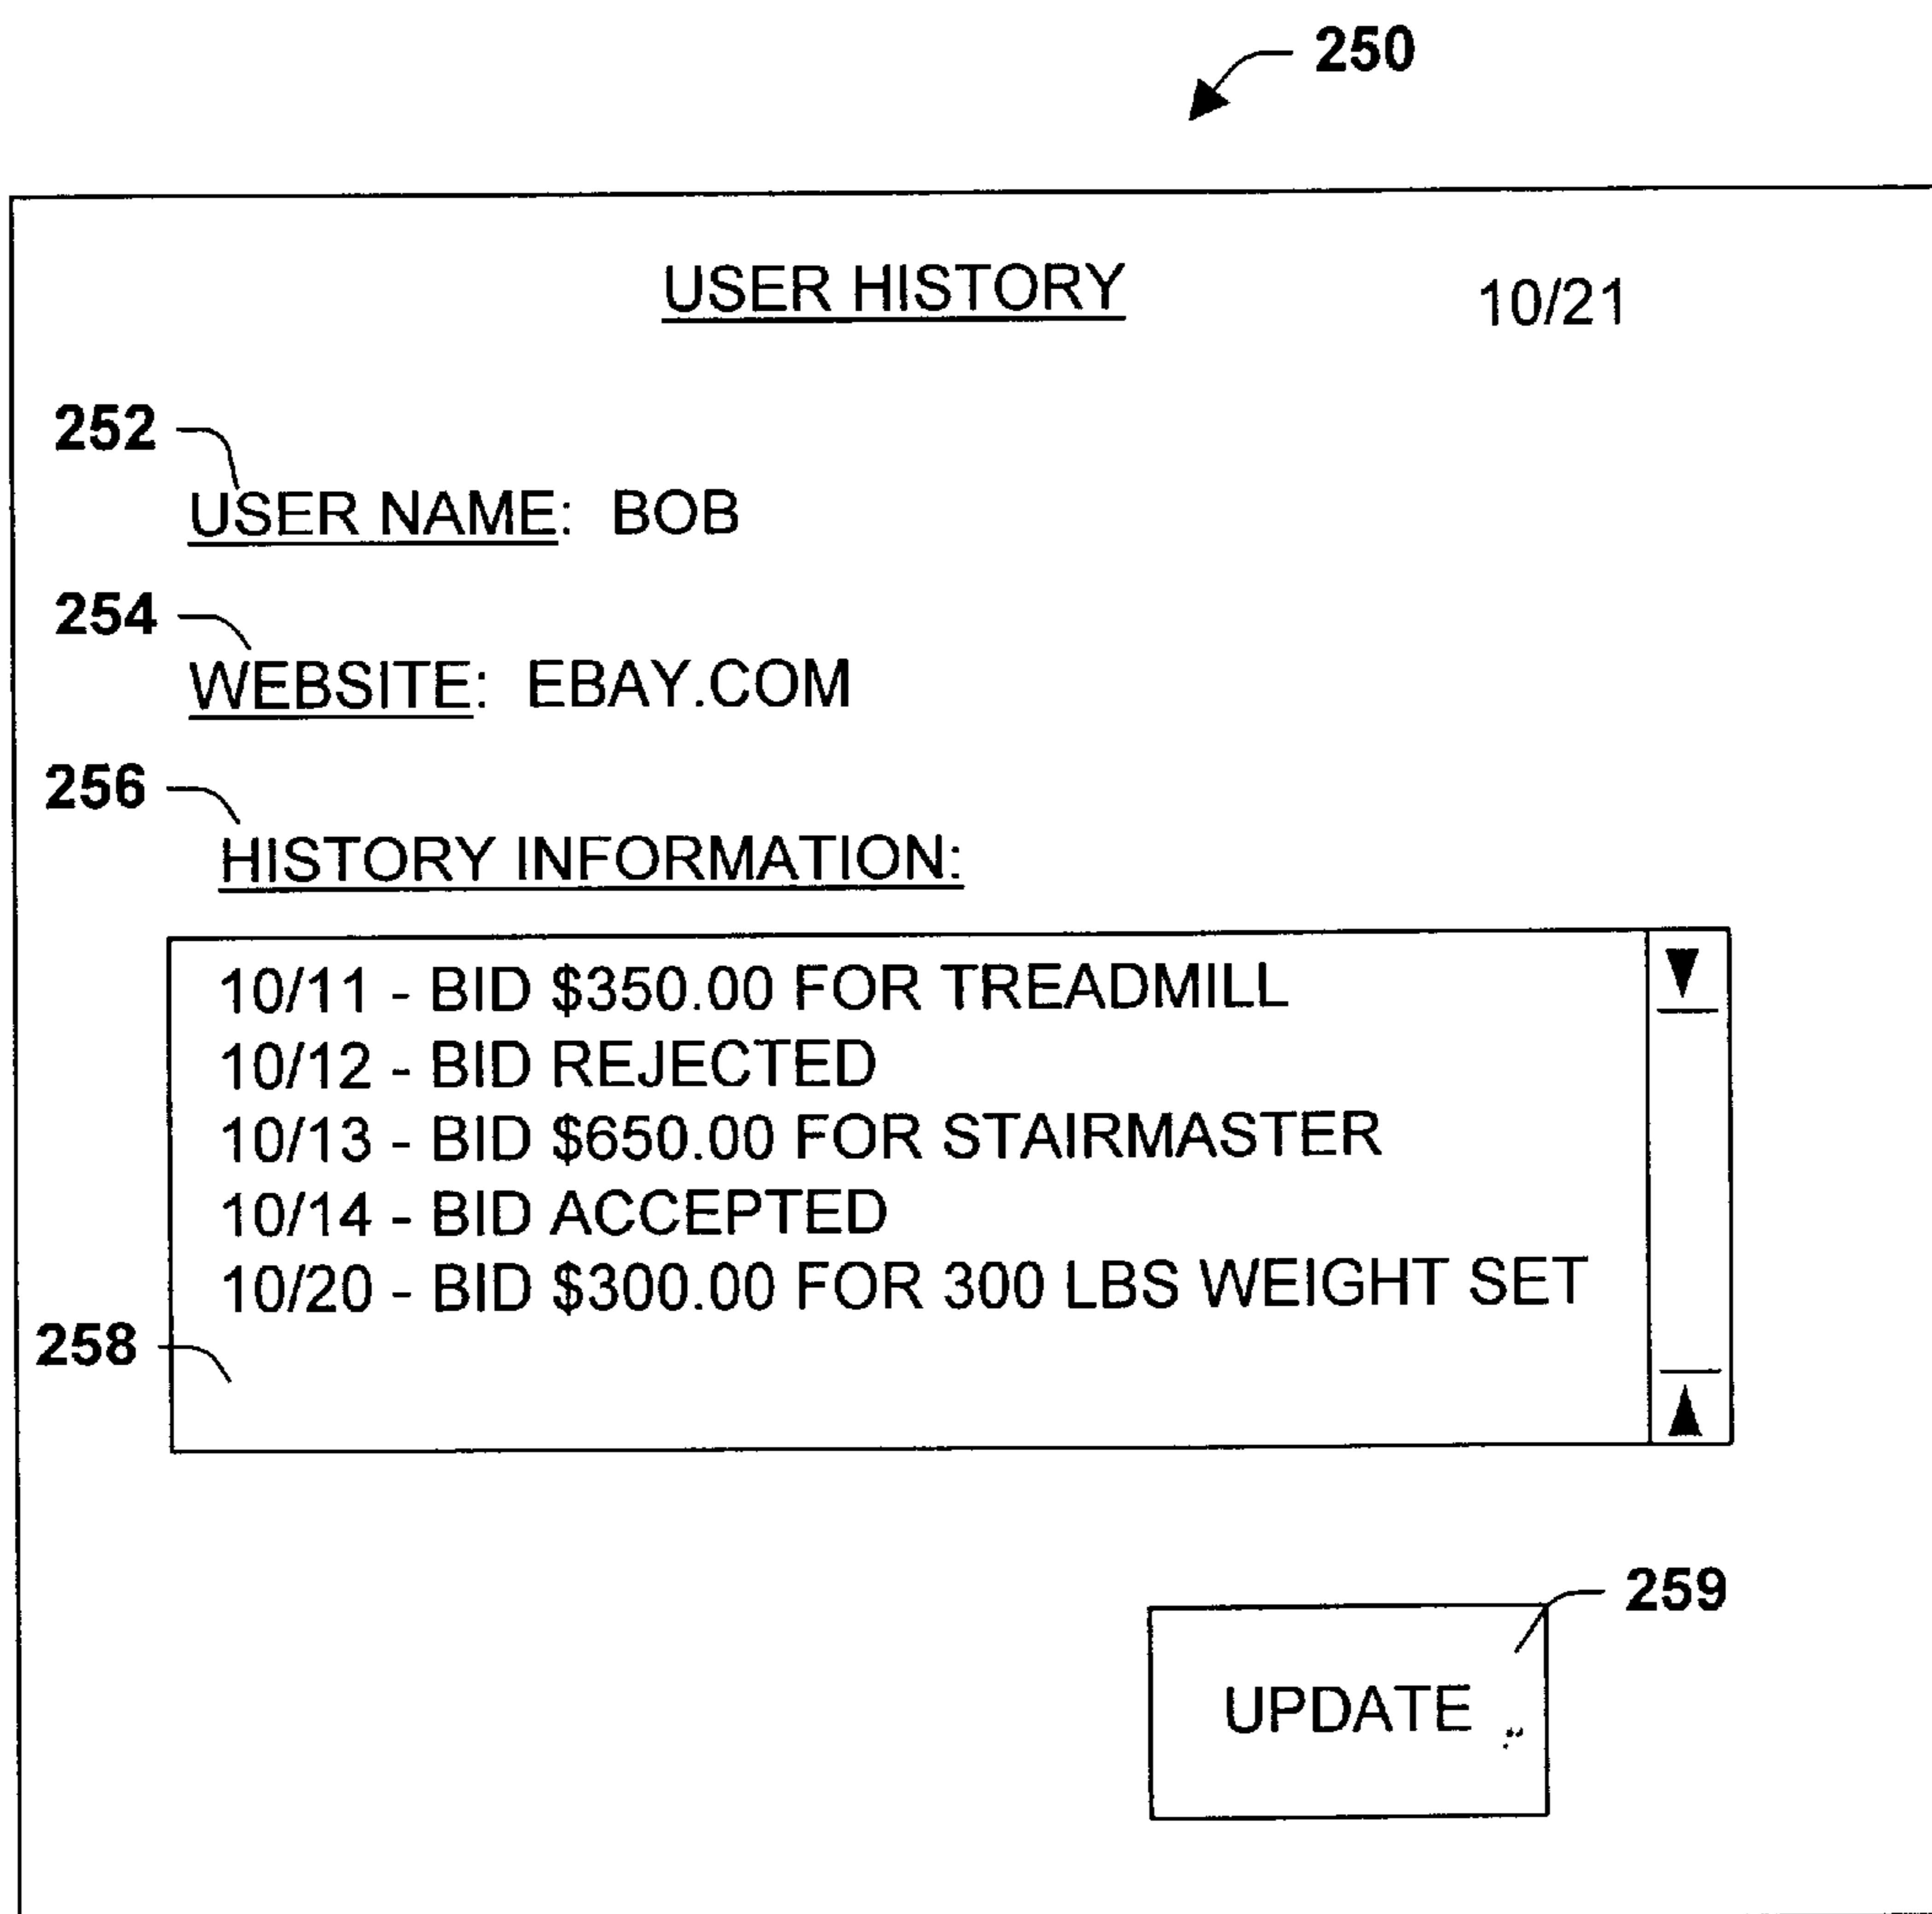 250
USER HISTORY 10/21
252
USER NAME: BOB
254
WEBSITE: EBAY.COM
256
HISTORY INFORMATION:
10/11 - BID $350.00 FOR TREADMILL
10/12 - BID REJECTED
10/13 - BID $650.00 FOR STAIRMASTER
10/14 - BID ACCEPTED
10/20 - BID $300.00 FOR 300 LBS WEIGHT SET
258
259
UPDATE